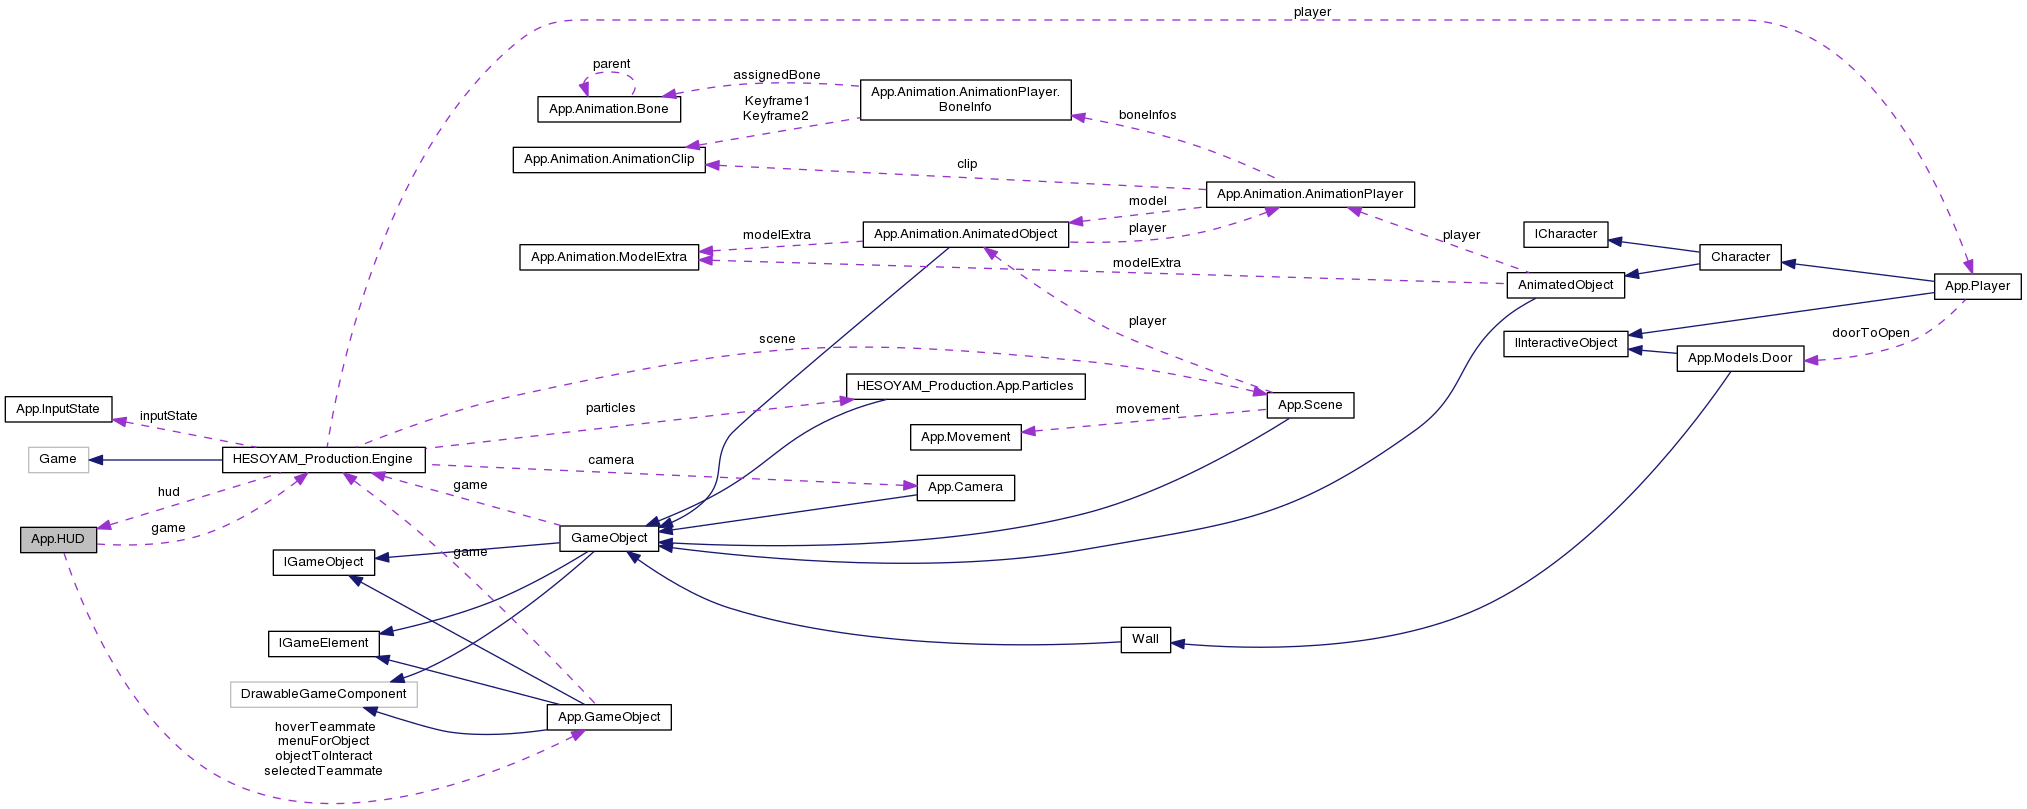 player
parent
assignedBone
App.Animation.AnimationPlayer.
BoneInfo
Keyframe1
Keyframe2
App.Animation.Bone
boneInfos
App.Animation.AnimationClip
clip
App.Animation.AnimationPlayer
model
player
App.Animation.AnimatedObject
modelExtra
App.Animation.ModelExtra
modelExtra
player
ICharacter
Character
AnimatedObject
App.Player
player
doorToOpen
scene
IInteractiveObject
App.Models.Door
HESOYAM_Production.App.Particles
App.InputState
inputState
particles
movement
App.Scene
App.Movement
Game
HESOYAM_Production.Engine
camera
App.Camera
hud
game
game
App.HUD
GameObject
game
IGameObject
IGameElement
Wall
DrawableGameComponent
App.GameObject
hoverTeammate
menuForObject
objectToInteract
selectedTeammate